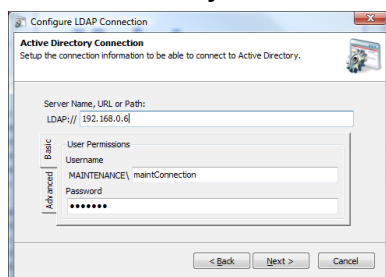 Configure LDAP Connection
Active Directory Connection
Setup the connection information to be able to connect to Active Directory.
Server Name, URL or Path:
LDAP:// 192.168.0.6
Basic
Advanced
User Permissions
Username
MAINTENANCE\ maintConnection
Password
•••••••
< Back Next > Cancel